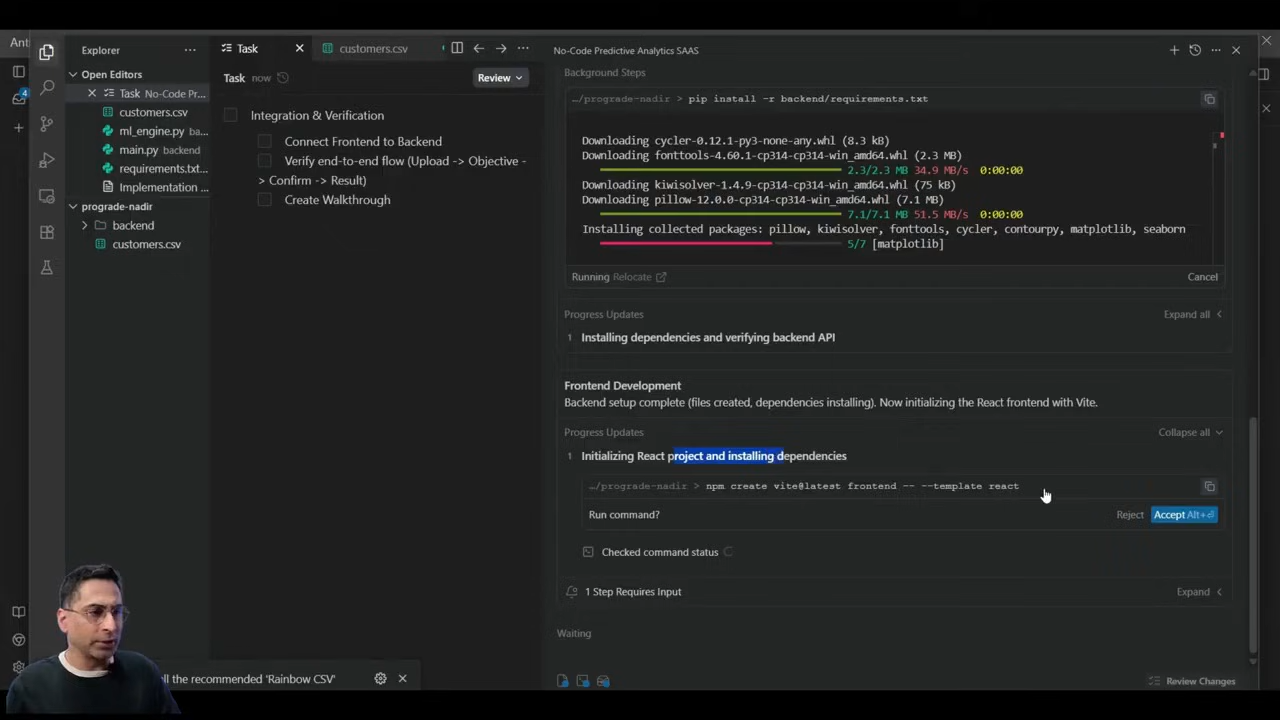 Ant
Explorer
Open Editors
Task No-Code Pr...
customers.csv
ml_engine.py ba...
main.py backend
requirements.txt...
Implementation ...
prograde-nadir
backend
customers.csv
4
Task
customers.csv
Task now
Review
Integration & Verification
Connect Frontend to Backend
Verify end-to-end flow (Upload -> Objective -
> Confirm -> Result)
Create Walkthrough
No-Code Predictive Analytics SAAS
Background Steps
.../prograde-nadir > pip install -r backend/requirements.txt
Downloading cycler-0.12.1-py3-none-any.whl (8.3 kB)
Downloading fonttools-4.60.1-cp314-cp314-win_amd64.whl (2.3 MB)
2.3/2.3 MB 34.9 MB/s 0:00:00
Downloading kiwisolver-1.4.9-cp314-cp314-win_amd64.whl (75 kB)
Downloading pillow-12.0.0-cp314-cp314-win_amd64.whl (7.1 MB)
7.1/7.1 MB 51.5 MB/s 0:00:00
Installing collected packages: pillow, kiwisolver, fonttools, cycler, contourpy, matplotlib, seaborn
5/7 [matplotlib]
Running Relocate
Cancel
Progress Updates
Expand all
1 Installing dependencies and verifying backend API
Frontend Development
Backend setup complete (files created, dependencies installing). Now initializing the React frontend with Vite.
Progress Updates
Collapse all
1 Initializing React project and installing dependencies
.../prograde-nadir > npm create vite@latest frontend -- --template react
Run command?
Reject
Accept Alt+⏎
Checked command status
1 Step Requires Input
Expand
Waiting
Review Changes
ll the recommended 'Rainbow CSV'